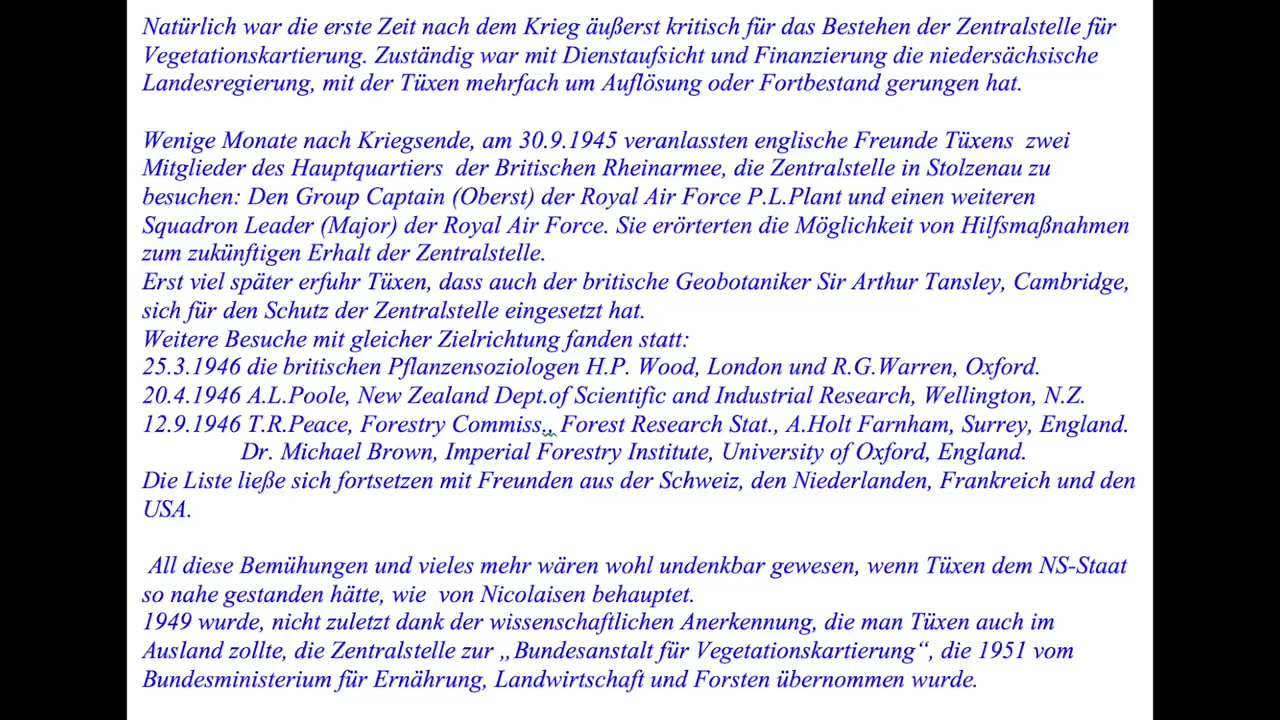 Natürlich war die erste Zeit nach dem Krieg äußerst kritisch für das Bestehen der Zentralstelle für
Vegetationskartierung. Zuständig war mit Dienstaufsicht und Finanzierung die niedersächsische
Landesregierung, mit der Tüxen mehrfach um Auflösung oder Fortbestand gerungen hat.
Wenige Monate nach Kriegsende, am 30.9.1945 veranlassten englische Freunde Tüxens  zwei
Mitglieder des Hauptquartiers  der Britischen Rheinarmee, die Zentralstelle in Stolzenau zu
besuchen: Den Group Captain (Oberst) der Royal Air Force P.L.Plant und einen weiteren
Squadron Leader (Major) der Royal Air Force. Sie erörterten die Möglichkeit von Hilfsmaßnahmen
zum zukünftigen Erhalt der Zentralstelle.
Erst viel später erfuhr Tüxen, dass auch der britische Geobotaniker Sir Arthur Tansley, Cambridge,
sich für den Schutz der Zentralstelle eingesetzt hat.
Weitere Besuche mit gleicher Zielrichtung fanden statt:
25.3.1946 die britischen Pflanzensoziologen H.P. Wood, London und R.G.Warren, Oxford.
20.4.1946 A.L.Poole, New Zealand Dept.of Scientific and Industrial Research, Wellington, N.Z.
12.9.1946 T.R.Peace, Forestry Commiss., Forest Research Stat., A.Holt Farnham, Surrey, England.
Dr. Michael Brown, Imperial Forestry Institute, University of Oxford, England.
Die Liste ließe sich fortsetzen mit Freunden aus der Schweiz, den Niederlanden, Frankreich und den
USA.
All diese Bemühungen und vieles mehr wären wohl undenkbar gewesen, wenn Tüxen dem NS-Staat
so nahe gestanden hätte, wie  von Nicolaisen behauptet.
1949 wurde, nicht zuletzt dank der wissenschaftlichen Anerkennung, die man Tüxen auch im
Ausland zollte, die Zentralstelle zur „Bundesanstalt für Vegetationskartierung“, die 1951 vom
Bundesministerium für Ernährung, Landwirtschaft und Forsten übernommen wurde.